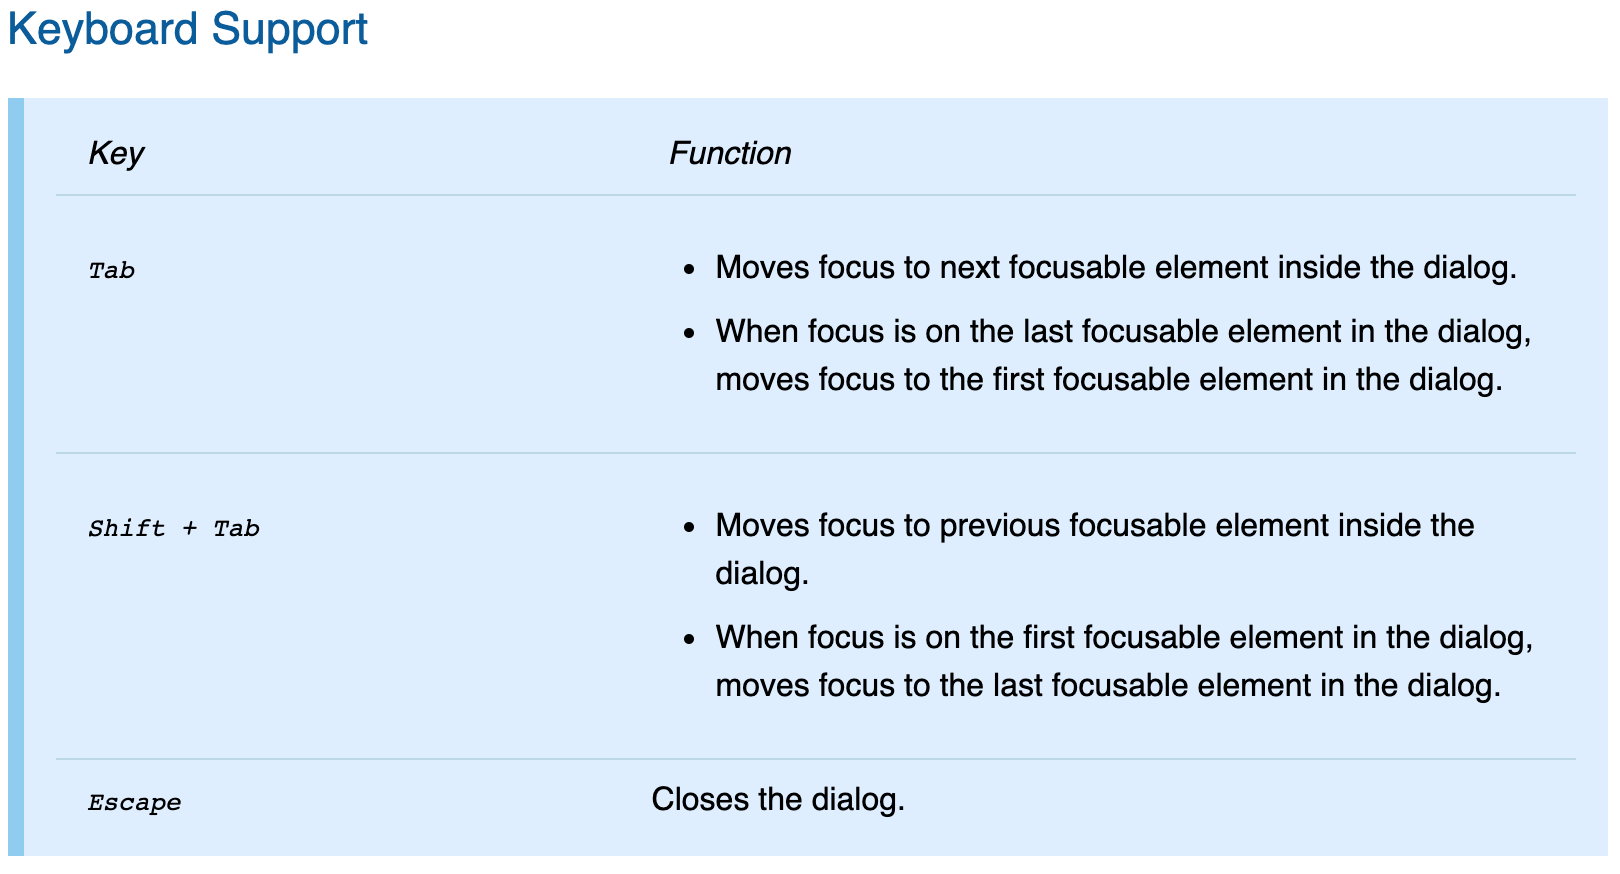 Keyboard Support
Key Function
Tab
• Moves focus to next focusable element inside the dialog.
• When focus is on the last focusable element in the dialog,
moves focus to the first focusable element in the dialog.
Shift + Tab
• Moves focus to previous focusable element inside the
dialog.
• When focus is on the first focusable element in the dialog,
moves focus to the last focusable element in the dialog.
Escape Closes the dialog.